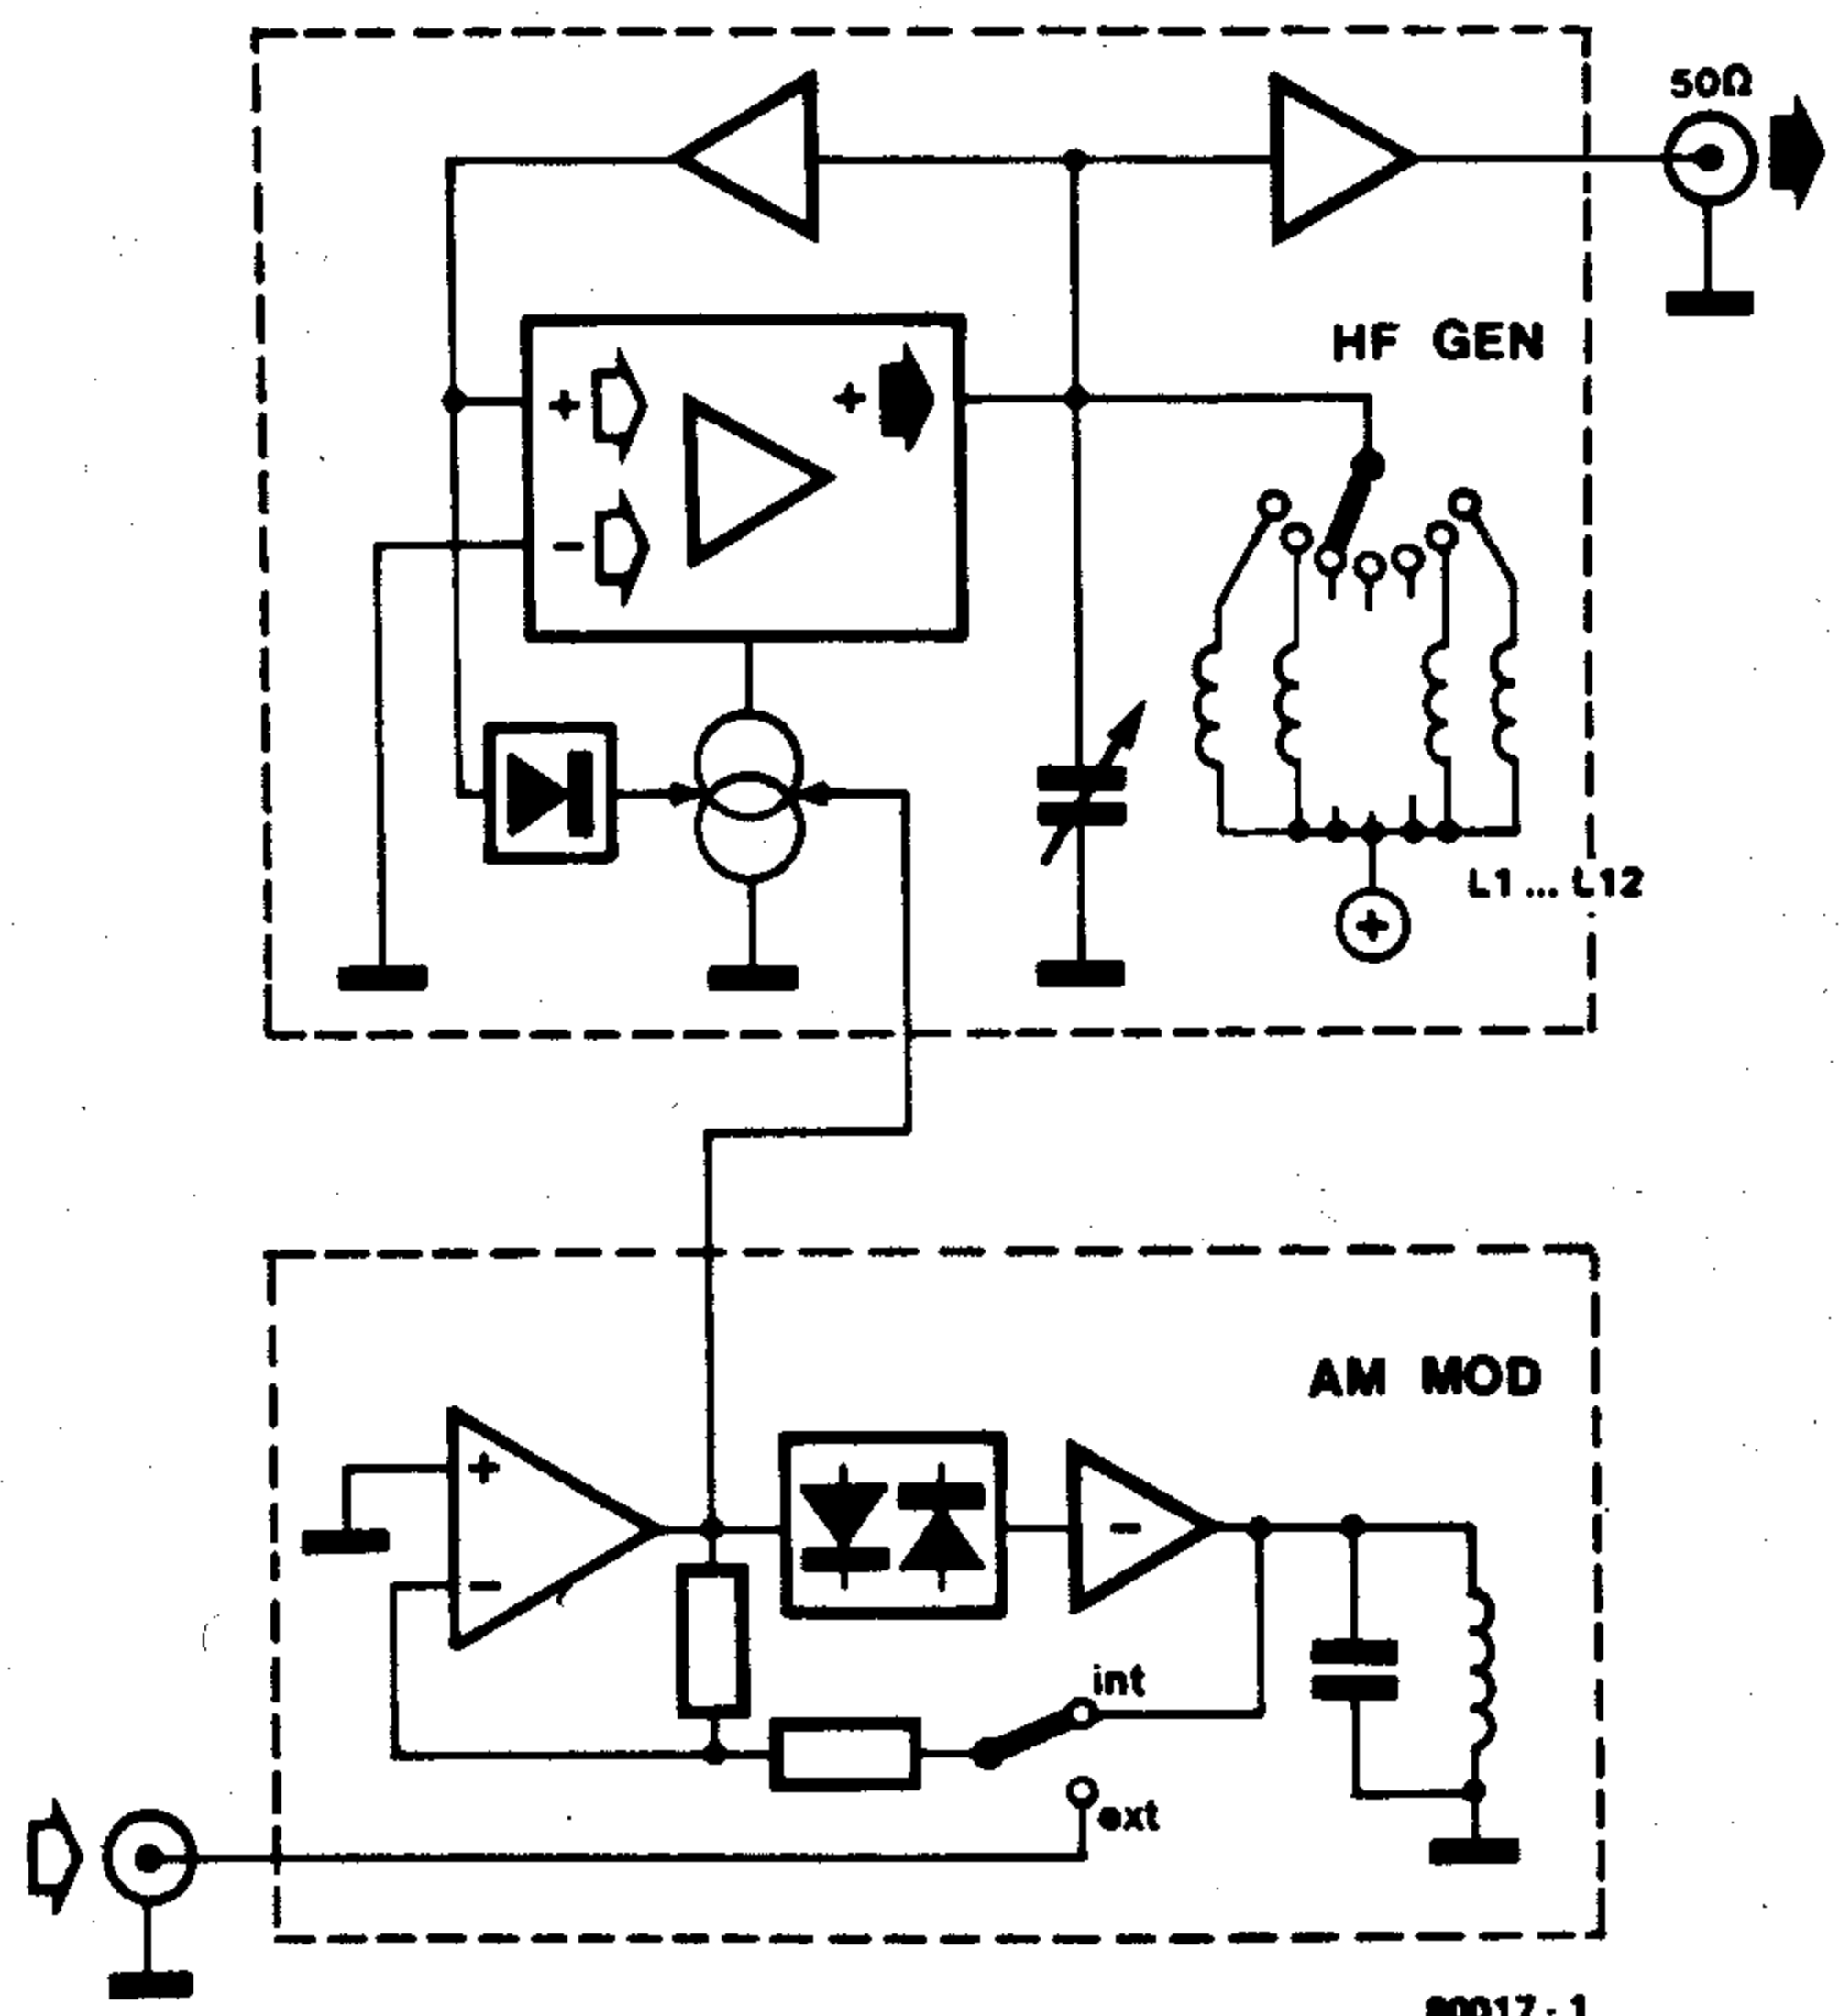 50Ω
HF GEN
+
+
−
L1 ... L12
+
AM MOD
+
−
−
int
ext